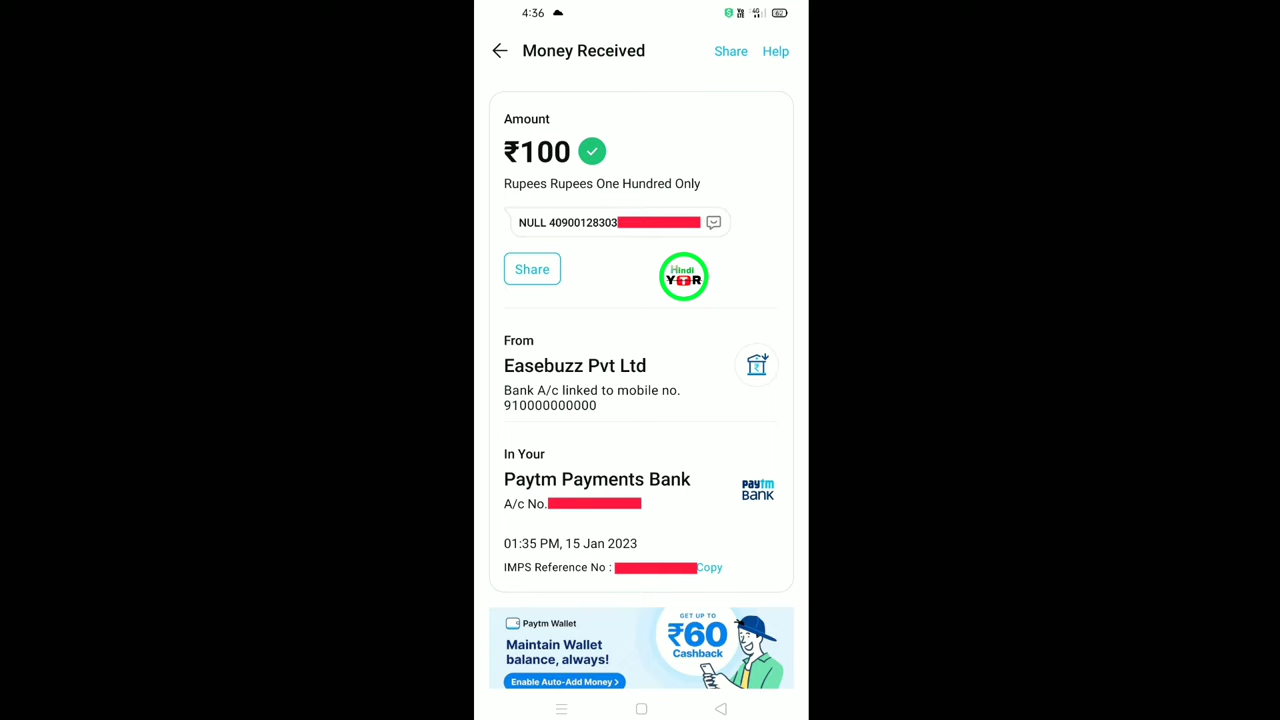 4:36
62
Money Received
Share Help
Amount
₹100
Rupees Rupees One Hundred Only
NULL 40900128303
Share
Hindi
YOR
From
Easebuzz Pvt Ltd
Bank A/c linked to mobile no.
910000000000
In Your
Paytm Payments Bank
paytm
BANK
A/c No.
01:35 PM, 15 Jan 2023
IMPS Reference No : Copy
Paytm Wallet
Maintain Wallet
balance, always!
Enable Auto-Add Money >
GET UP TO
₹60
Cashback